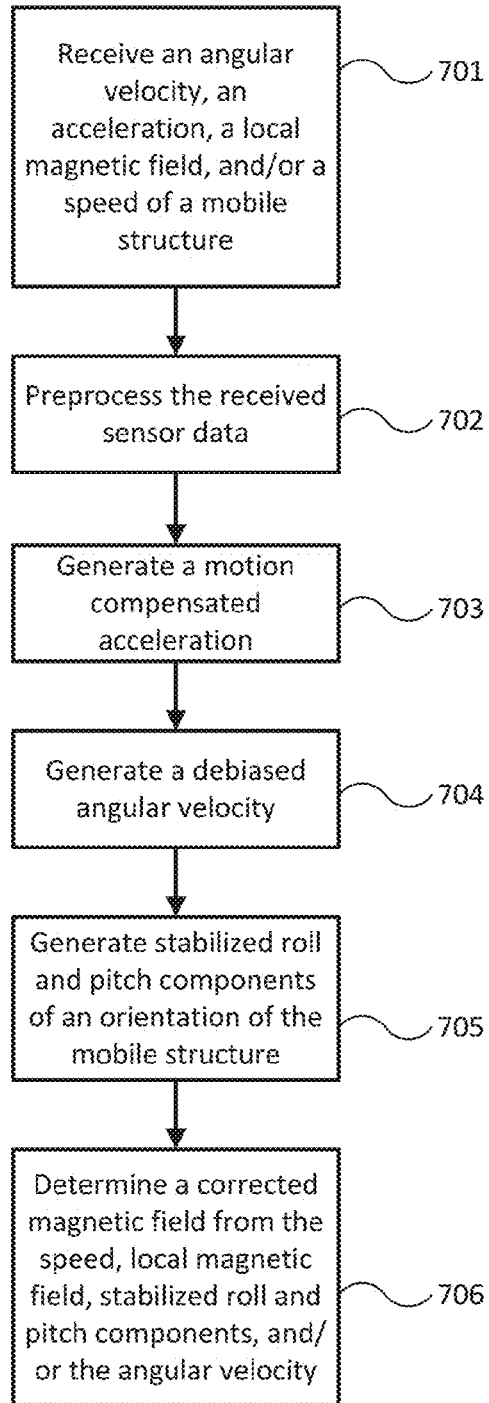 Receive an angular
velocity, an
acceleration, a local
magnetic field, and/or a
speed of a mobile
structure
701
Preprocess the received
sensor data
702
Generate a motion
compensated
acceleration
703
Generate a debiased
angular velocity
704
Generate stabilized roll
and pitch components
of an orientation of the
mobile structure
705
Determine a corrected
magnetic field from the
speed, local magnetic
field, stabilized roll and
pitch components, and/
or the angular velocity
706